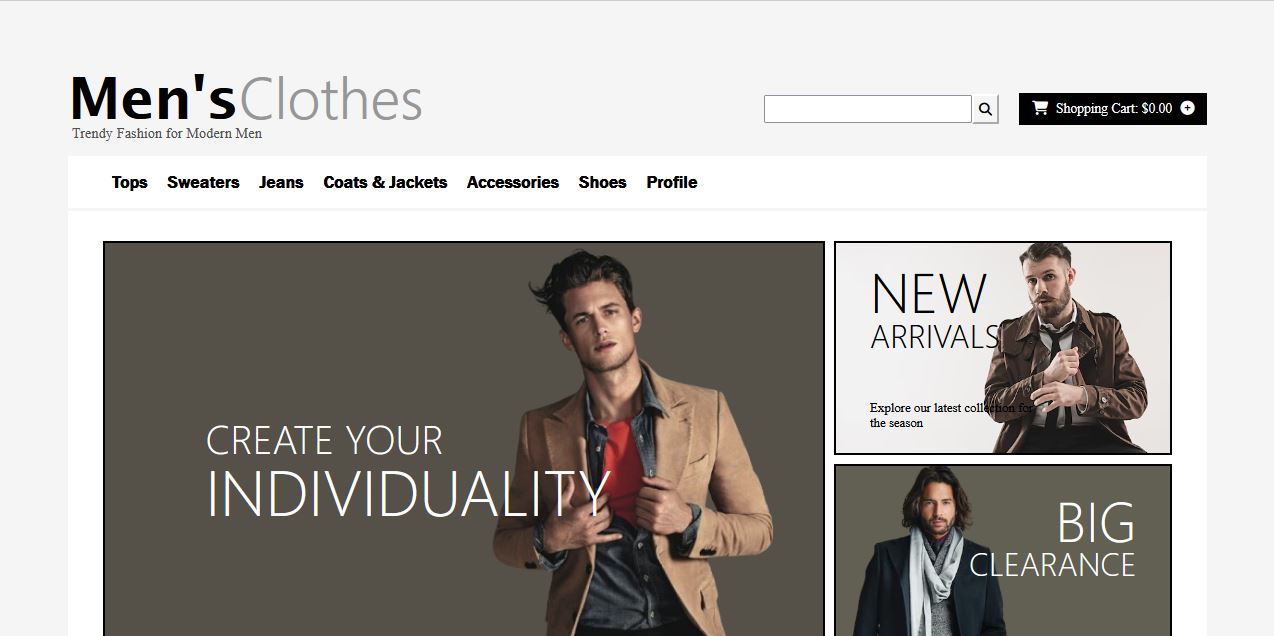 Men'sClothes
Trendy Fashion for Modern Men
Shopping Cart: $0.00
Tops Sweaters Jeans Coats & Jackets Accessories Shoes Profile
CREATE YOUR
INDIVIDUALITY
NEW
ARRIVALS
Explore our latest collection for
the season
BIG
CLEARANCE